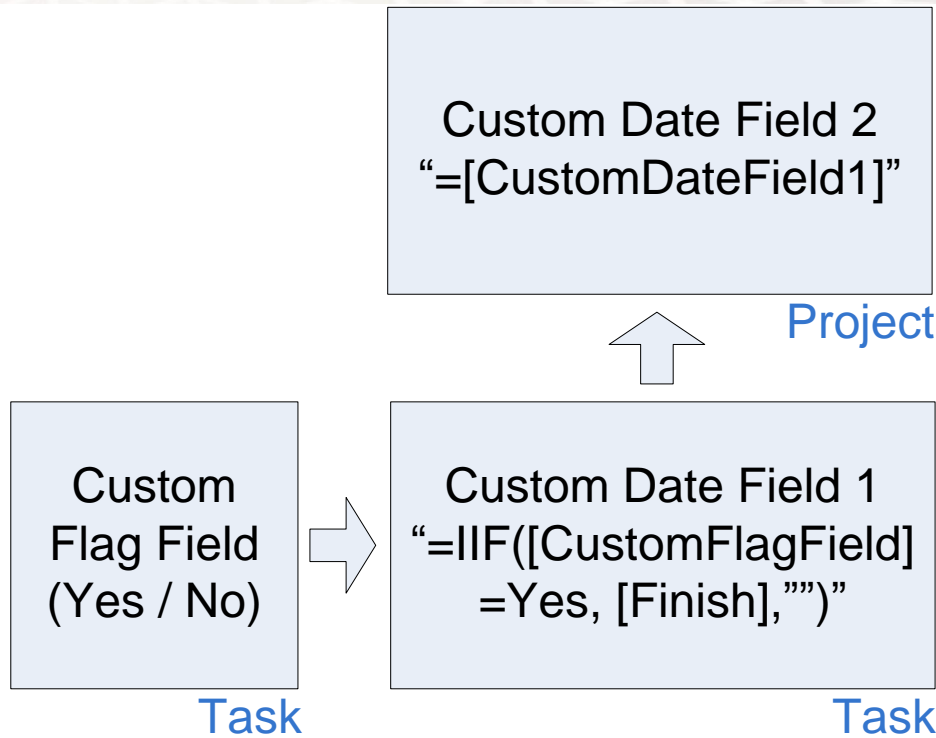 Custom Date Field 2
“=[CustomDateField1]”
Project
Custom
Flag Field
(Yes / No)
Task
Custom Date Field 1
“=IIF([CustomFlagField]
=Yes, [Finish],””)”
Task